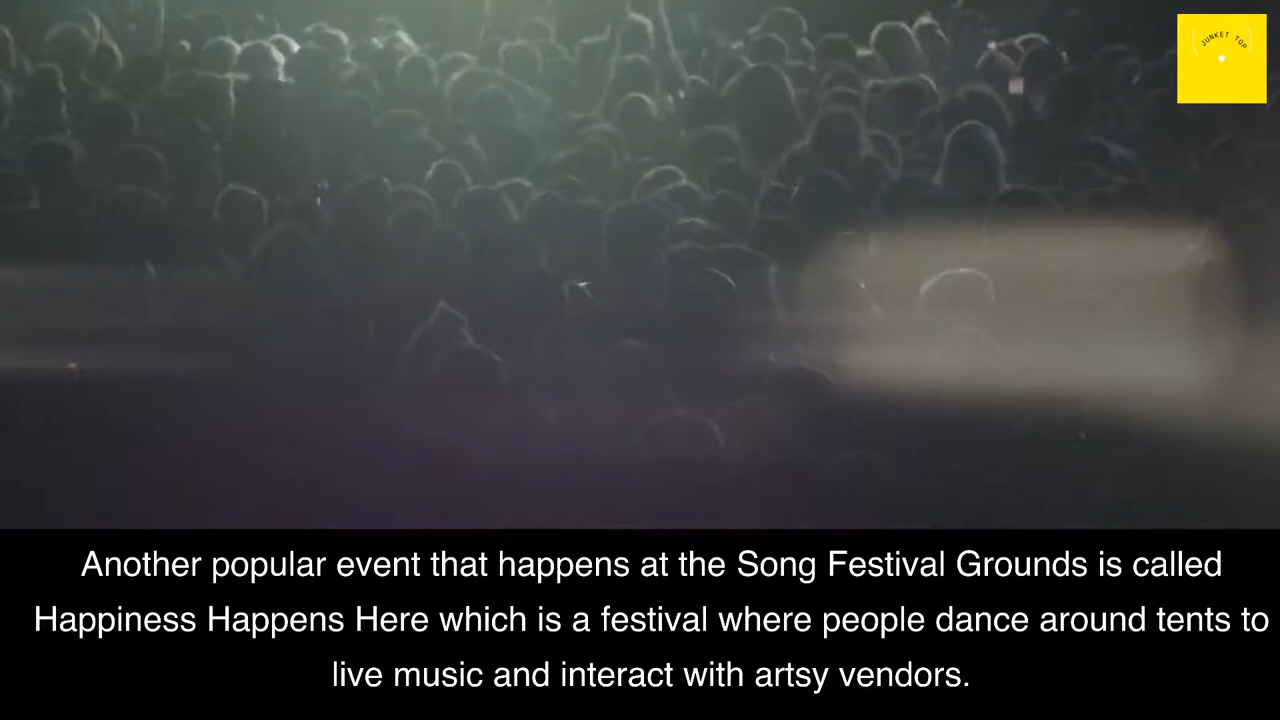 JUNKET TOP
Another popular event that happens at the Song Festival Grounds is called
Happiness Happens Here which is a festival where people dance around tents to
live music and interact with artsy vendors.